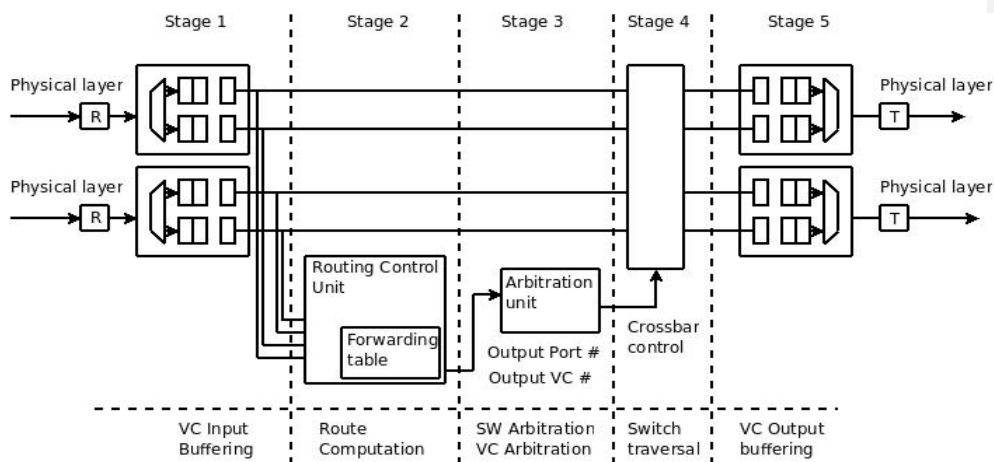 Stage 1
Stage 2
Stage 3
Stage 4
Stage 5
Physical layer
R
Physical layer
T
Physical layer
R
Physical layer
T
Routing Control
Unit
Forwarding
table
Arbitration
unit
Output Port #
Output VC #
Crossbar
control
VC Input
Buffering
Route
Computation
SW Arbitration
VC Arbitration
Switch
traversal
VC Output
buffering